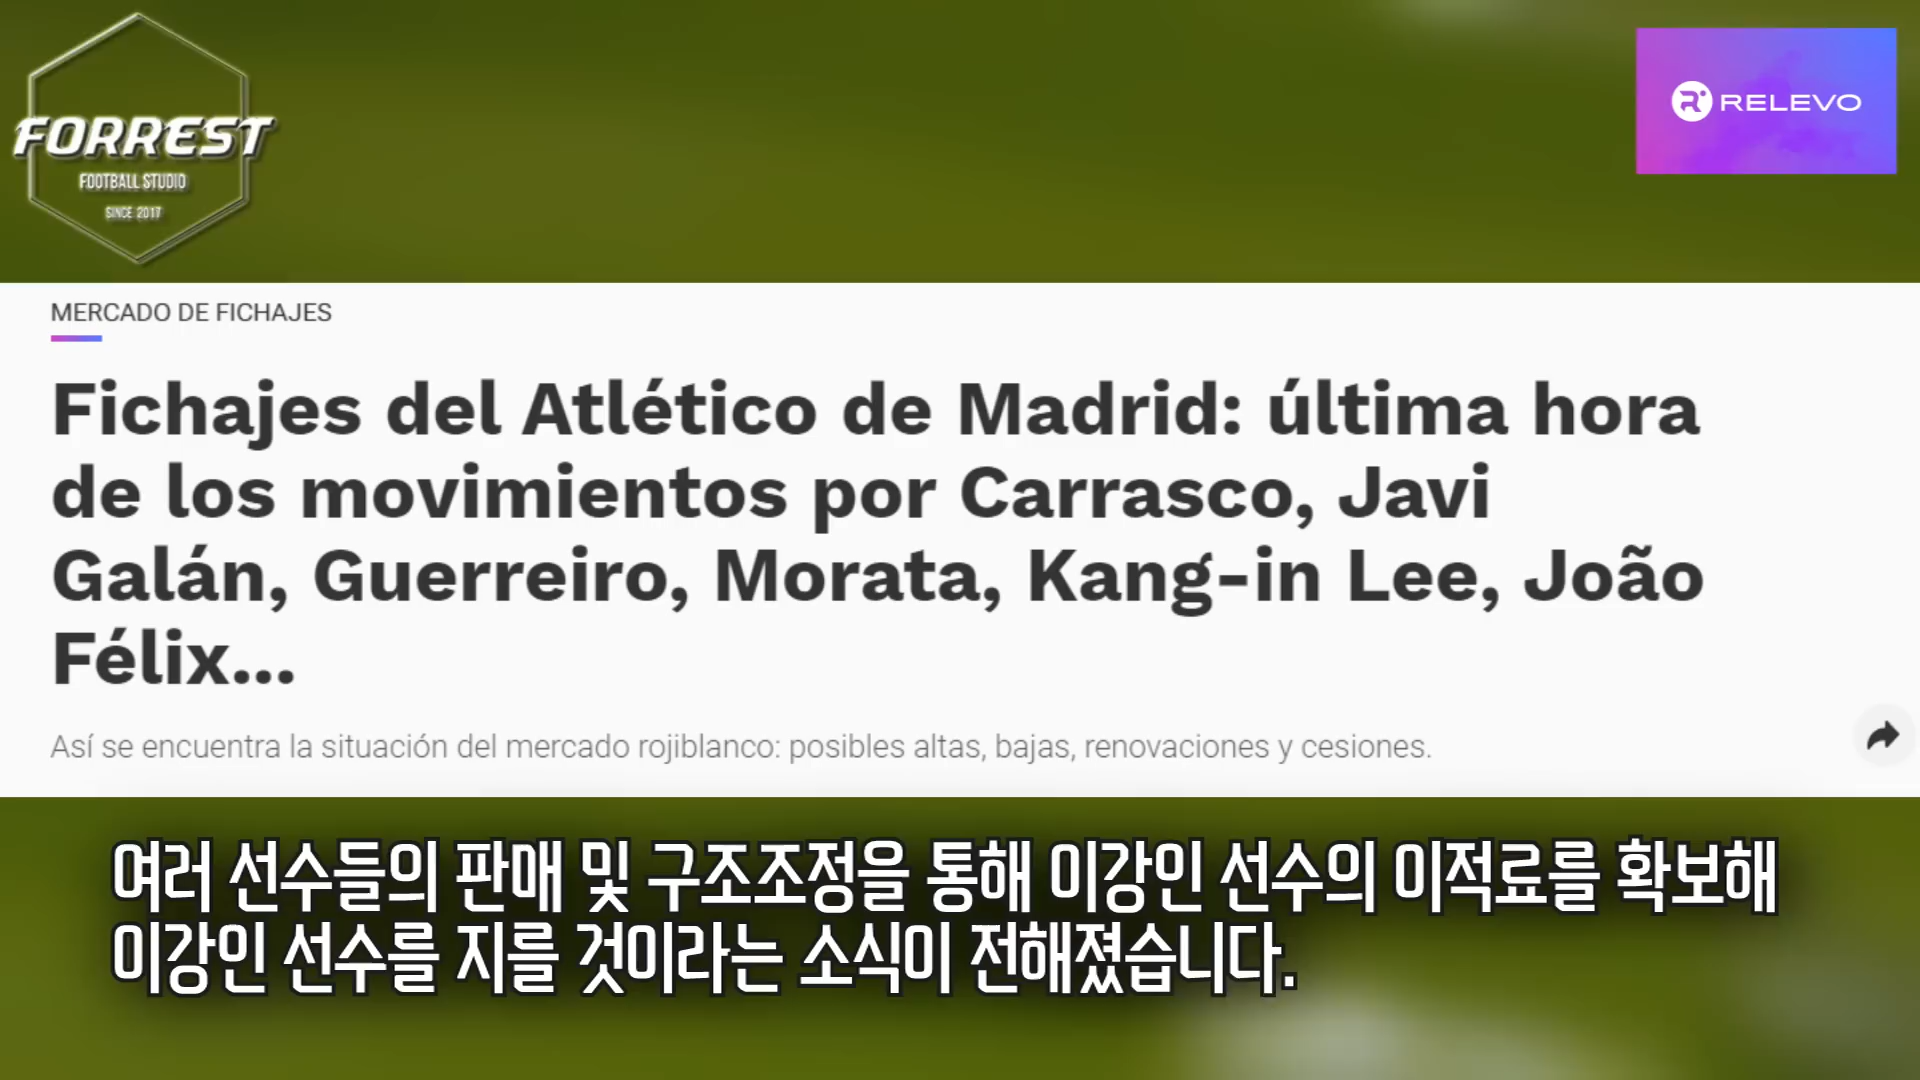 FORREST
FOOTBALL STUDIO
SINCE 2017
RELEVO
MERCADO DE FICHAJES
Fichajes del Atlético de Madrid: última hora
de los movimientos por Carrasco, Javi
Galán, Guerreiro, Morata, Kang-in Lee, João
Félix...
Así se encuentra la situación del mercado rojiblanco: posibles altas, bajas, renovaciones y cesiones.
여러 선수들의 판매 및 구조조정을 통해 이강인 선수의 이적료를 확보해
이강인 선수를 지를 것이라는 소식이 전해졌습니다.